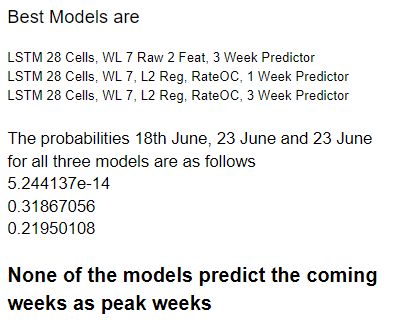 Best Models are
LSTM 28 Cells, WL 7 Raw 2 Feat, 3 Week Predictor
LSTM 28 Cells, WL 7, L2 Reg, RateOC, 1 Week Predictor
LSTM 28 Cells, WL 7, L2 Reg, RateOC, 3 Week Predictor
The probabilities 18th June, 23 June and 23 June
for all three models are as follows
5.244137e-14
0.31867056
0.21950108
None of the models predict the coming
weeks as peak weeks